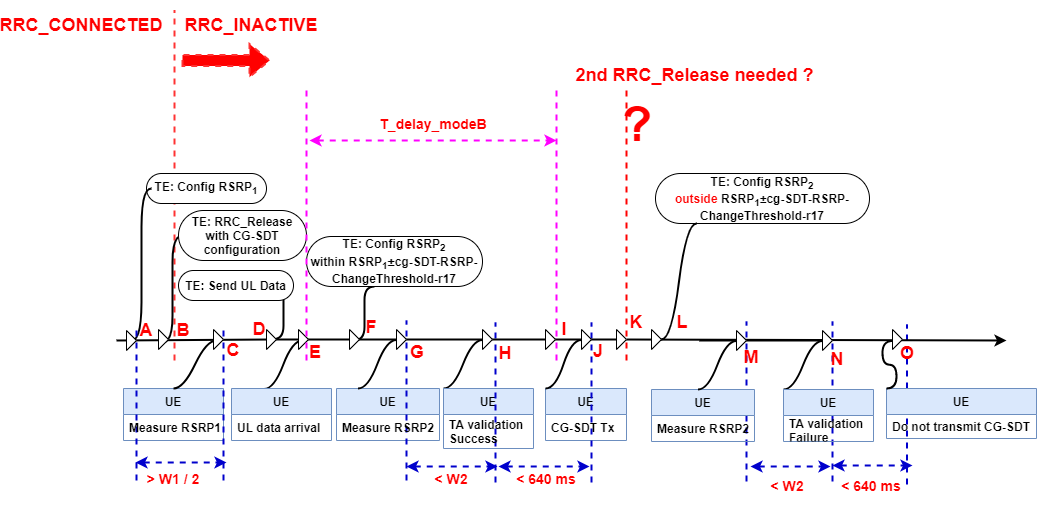 RRC_CONNECTED
RRC_INACTIVE
2nd RRC_Release needed ?
?
T_delay_modeB
TE: Config RSRP1
TE: RRC_Release
with CG-SDT
configuration
TE: Send UL Data
TE: Config RSRP2
within RSRP1±cg-SDT-RSRP-
ChangeThreshold-r17
TE: Config RSRP2
outside RSRP1±cg-SDT-RSRP-
ChangeThreshold-r17
A
B
C
D
E
F
G
H
I
J
K
L
M
N
O
UE
Measure RSRP1
UE
UL data arrival
UE
Measure RSRP2
UE
TA validation
Success
UE
CG-SDT Tx
UE
Measure RSRP2
UE
TA validation
Failure
UE
Do not transmit CG-SDT
> W1 / 2
< W2
< 640 ms
< W2
< 640 ms